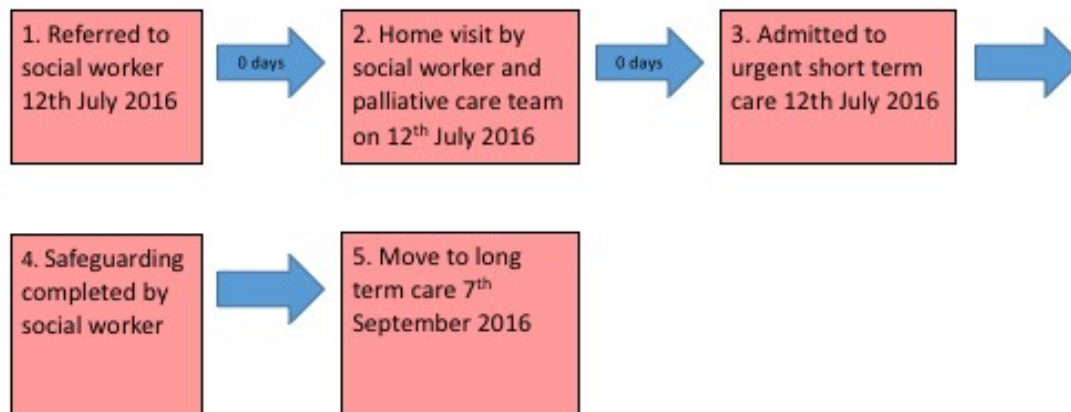 1. Referred to
social worker
12th July 2016
0 days
2. Home visit by
social worker and
palliative care team
on 12th July 2016
0 days
3. Admitted to
urgent short term
care 12th July 2016
4. Safeguarding
completed by
social worker
5. Move to long
term care 7th
September 2016